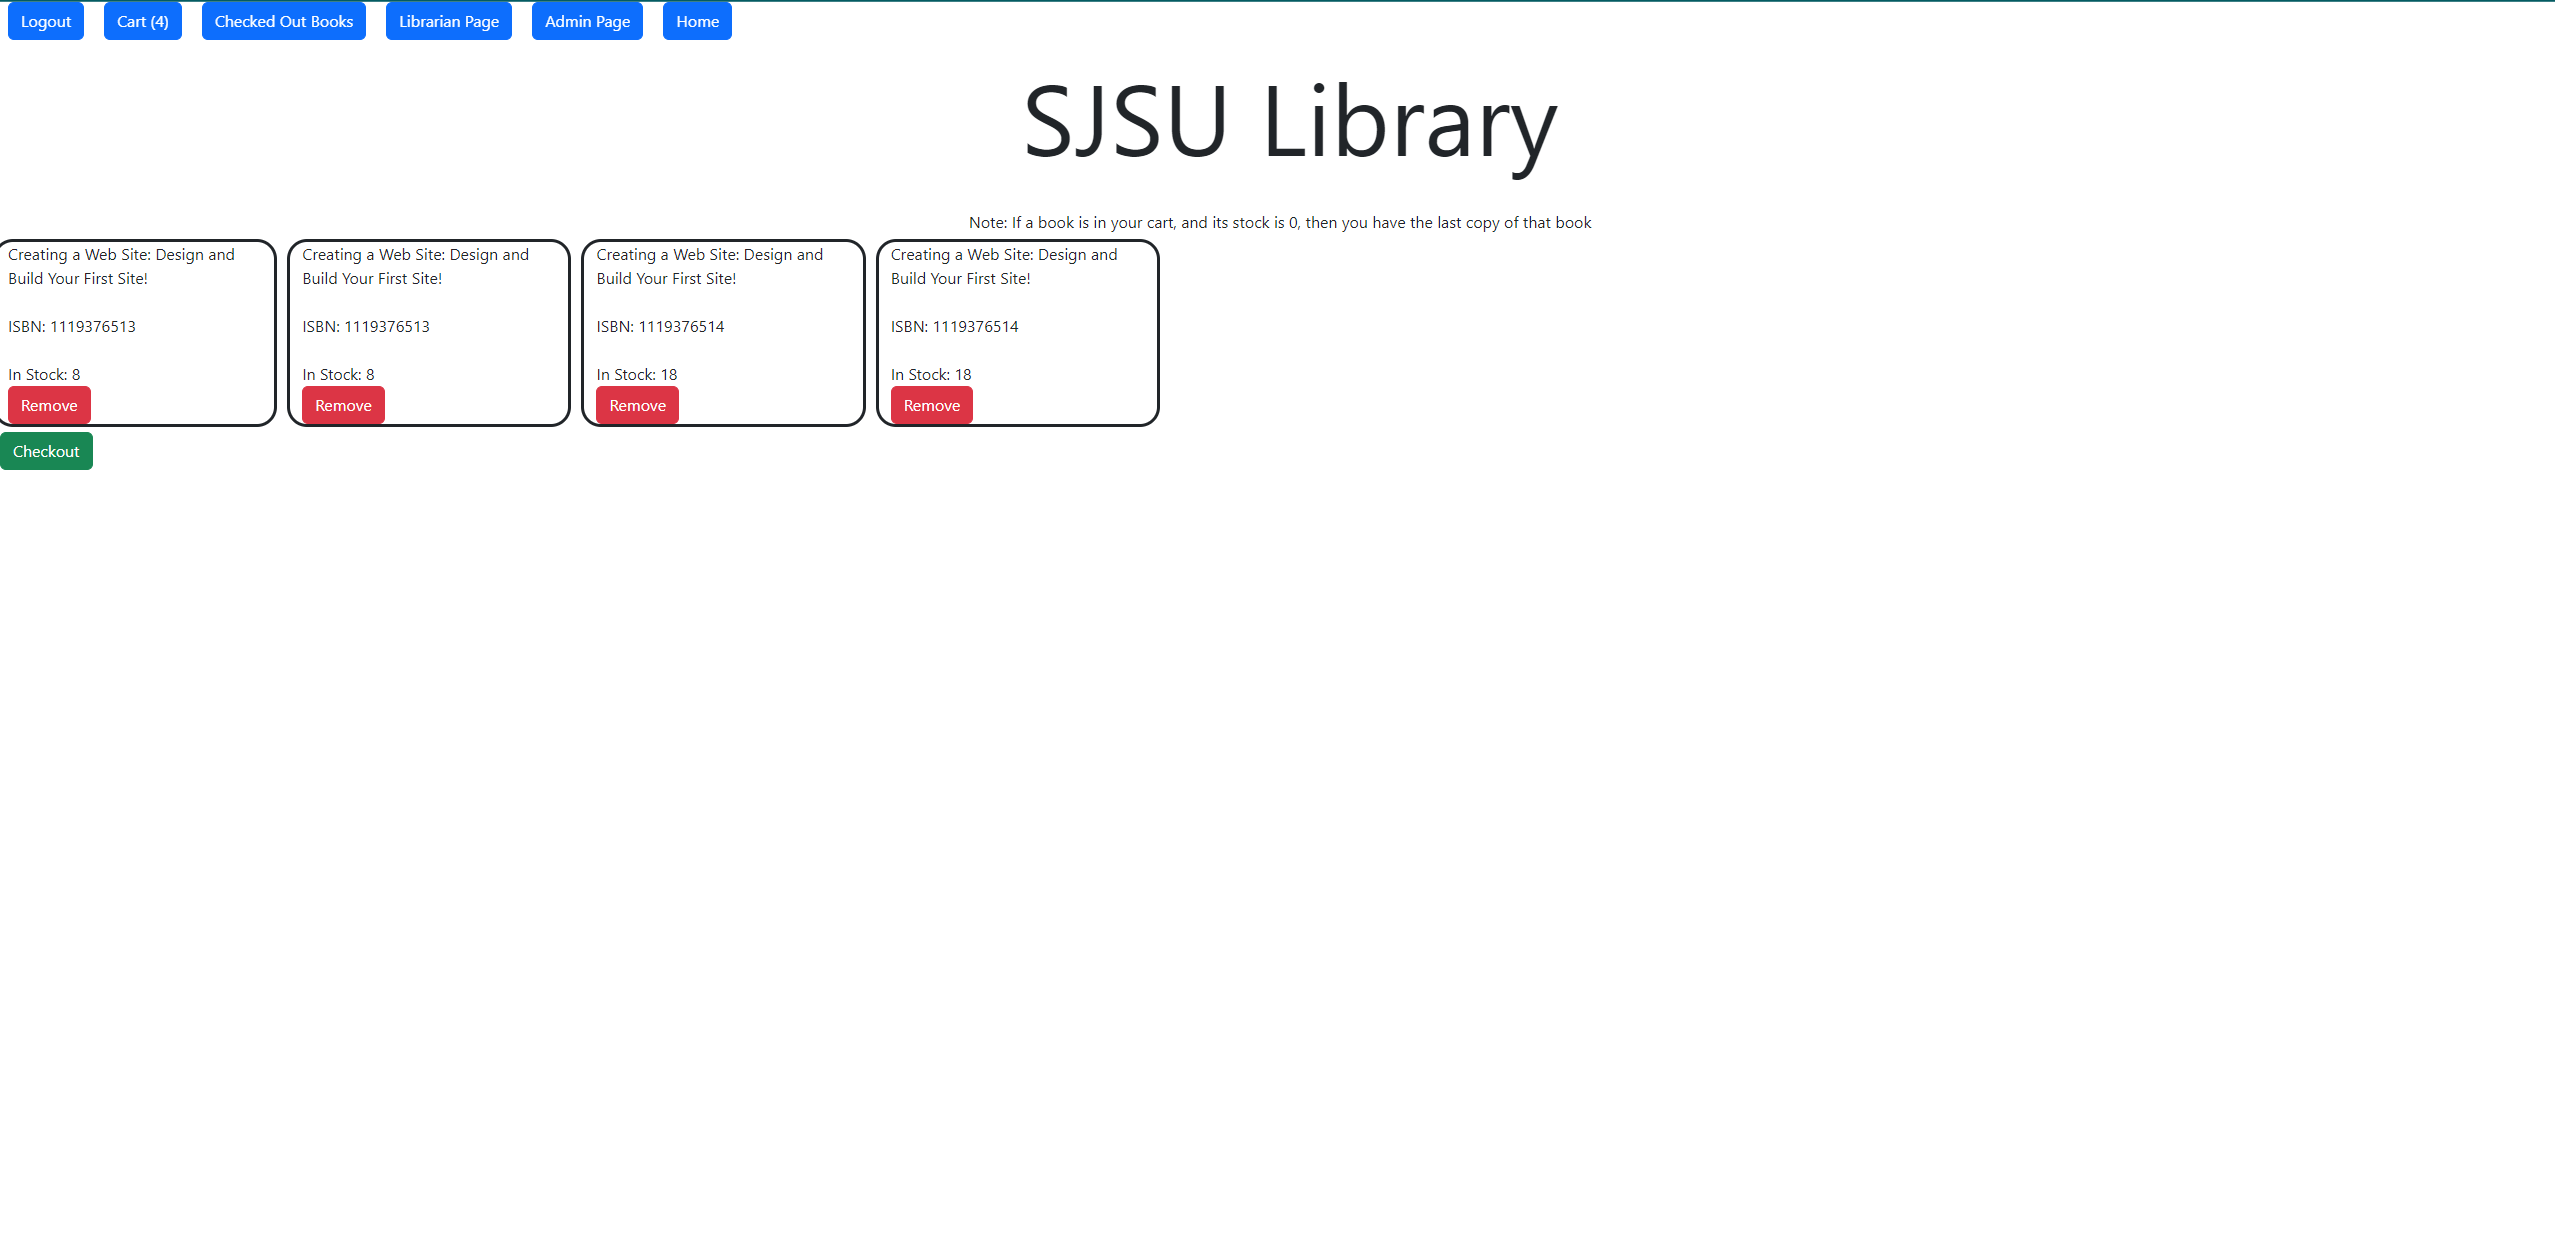 Logout Cart (4) Checked Out Books Librarian Page Admin Page Home
SJSU Library
Note: If a book is in your cart, and its stock is 0, then you have the last copy of that book
Creating a Web Site: Design and
Build Your First Site!
ISBN: 1119376513
In Stock: 8
Remove
Creating a Web Site: Design and
Build Your First Site!
ISBN: 1119376513
In Stock: 8
Remove
Creating a Web Site: Design and
Build Your First Site!
ISBN: 1119376514
In Stock: 18
Remove
Creating a Web Site: Design and
Build Your First Site!
ISBN: 1119376514
In Stock: 18
Remove
Checkout